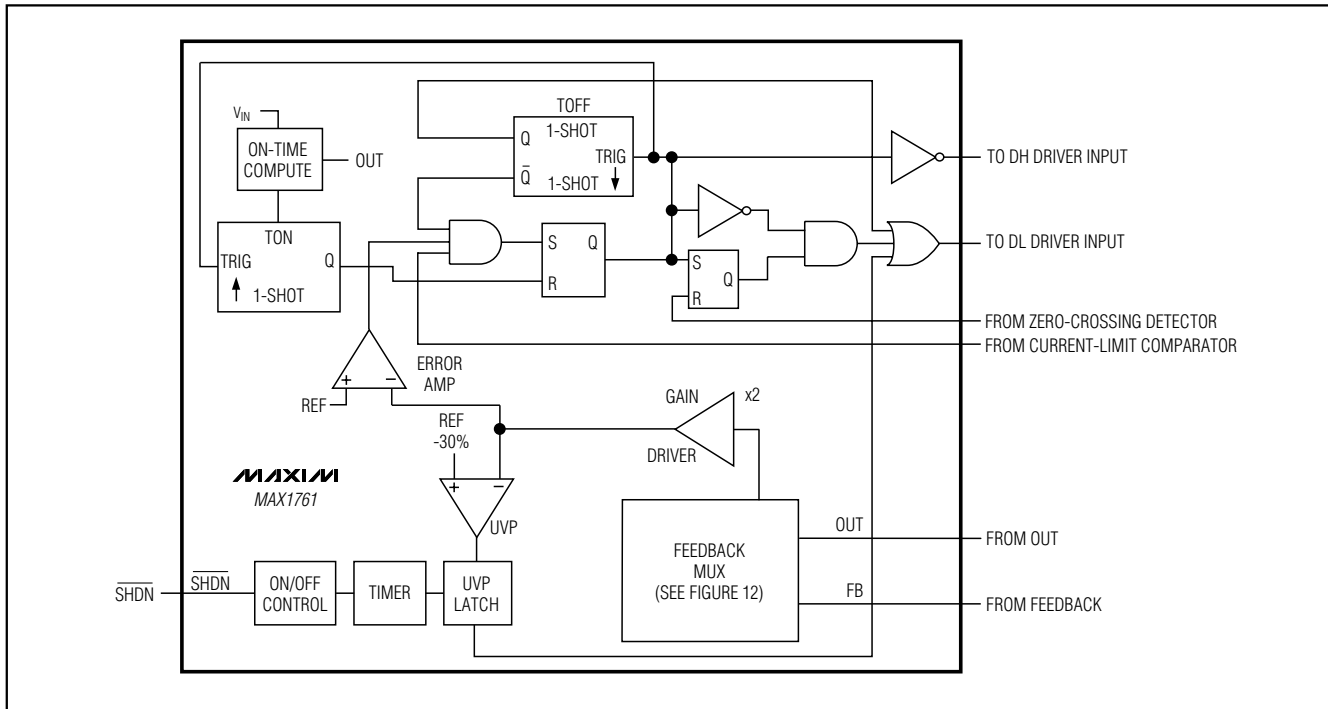 TOFF
1-SHOT
Q
TRIG
Q̅
1-SHOT
VIN
ON-TIME
COMPUTE
OUT
TO DH DRIVER INPUT
TON
TRIG
Q
1-SHOT
S
Q
R
S
Q
R
TO DL DRIVER INPUT
FROM ZERO-CROSSING DETECTOR
FROM CURRENT-LIMIT COMPARATOR
+
−
ERROR
AMP
REF
REF
-30%
GAIN
x2
DRIVER
MAXIM
MAX1761
+
−
UVP
FEEDBACK
MUX
(SEE FIGURE 12)
OUT
FROM OUT
FB
FROM FEEDBACK
S̅H̅D̅N̅
S̅H̅D̅N̅
ON/OFF
CONTROL
TIMER
UVP
LATCH